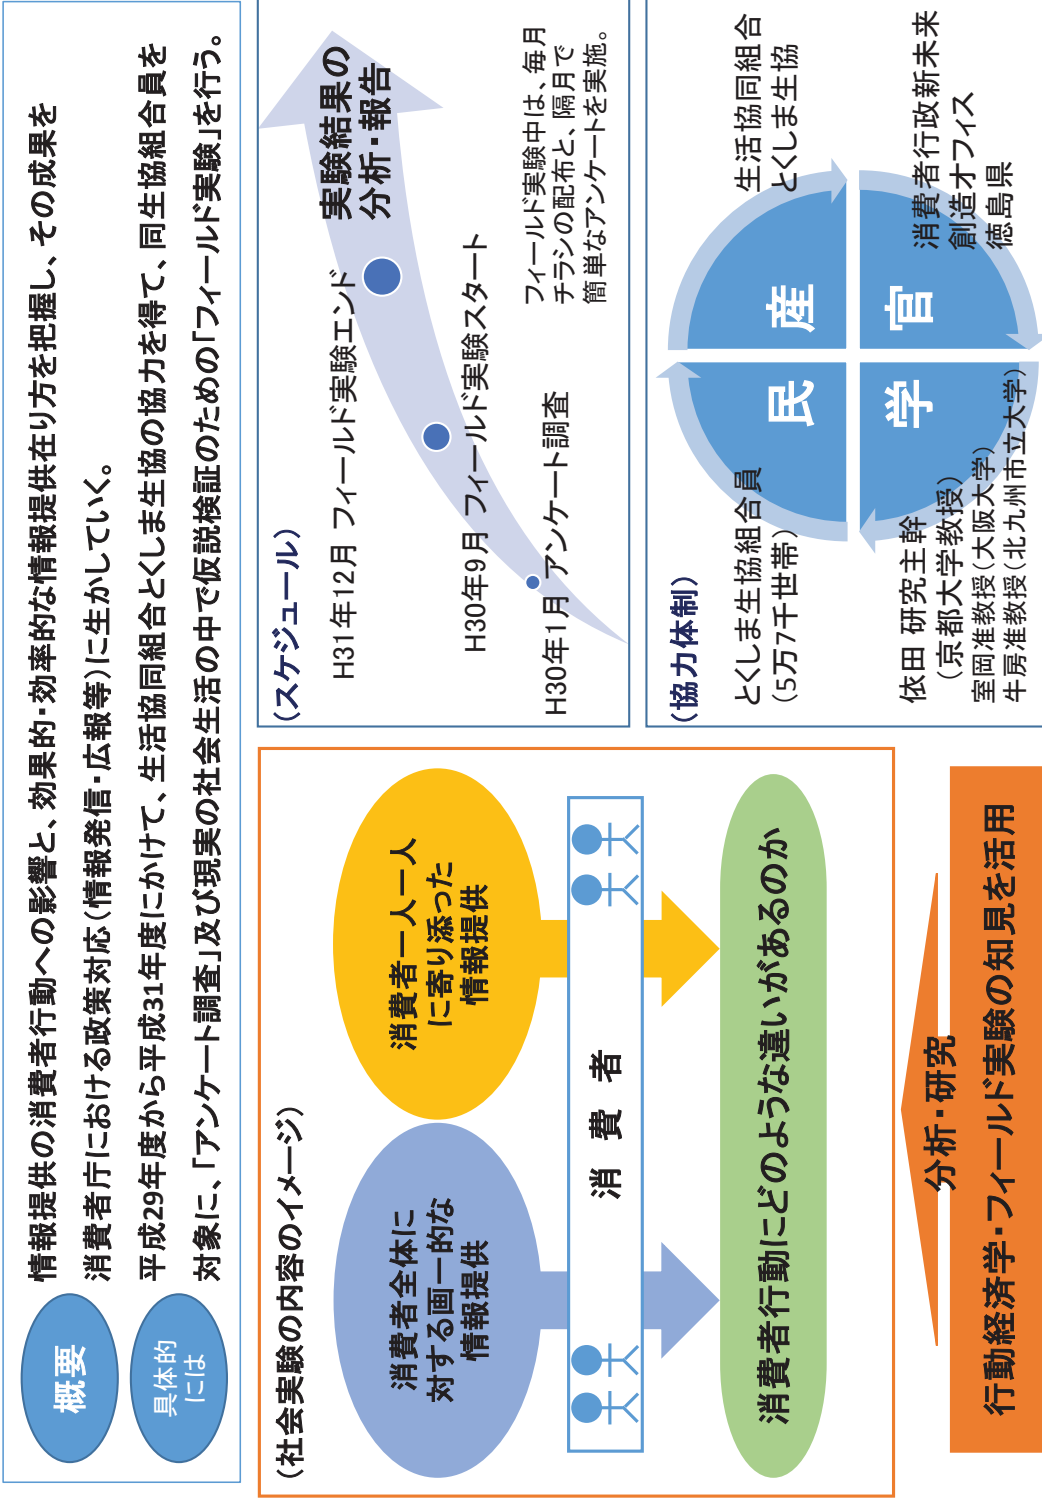 概要
情報提供の消費者行動への影響と、効果的・効率的な情報提供在り方を把握し、その成果を
消費者庁における政策対応（情報発信・広報等）に生かしていく。
具体的
には
平成29年度から平成31年度にかけて、生活協同組合とくしま生協の協力を得て、同生協組合員を
対象に、「アンケート調査」及び現実の社会生活の中で仮説検証のための「フィールド実験」を行う。
（社会実験の内容のイメージ）
消費者全体に
対する画一的な
情報提供
消費者一人一人
に寄り添った
情報提供
消費者
消費者行動にどのような違いがあるのか
分析・研究
行動経済学・フィールド実験の知見を活用
（スケジュール）
H31年12月 フィールド実験エンド
実験結果の
分析・報告
H30年9月 フィールド実験スタート
H30年1月 アンケート調査
フィールド実験中は、毎月
チラシの配布と、隔月で
簡単なアンケートを実施。
（協力体制）
とくしま生協組合員
（5万7千世帯）
生活協同組合
とくしま生協
民
産
学
官
依田 研究主幹
（京都大学教授）
室岡准教授（大阪大学）
牛房准教授（北九州市立大学）
消費者行政新未来
創造オフィス
徳島県